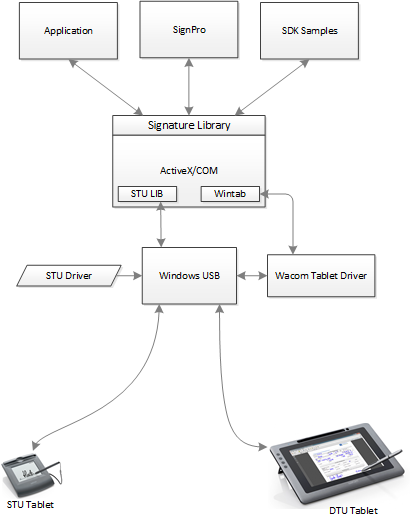 Application
SignPro
SDK Samples
Signature Library
ActiveX/COM
STU LIB
Wintab
STU Driver
Windows USB
Wacom Tablet Driver
STU Tablet
DTU Tablet